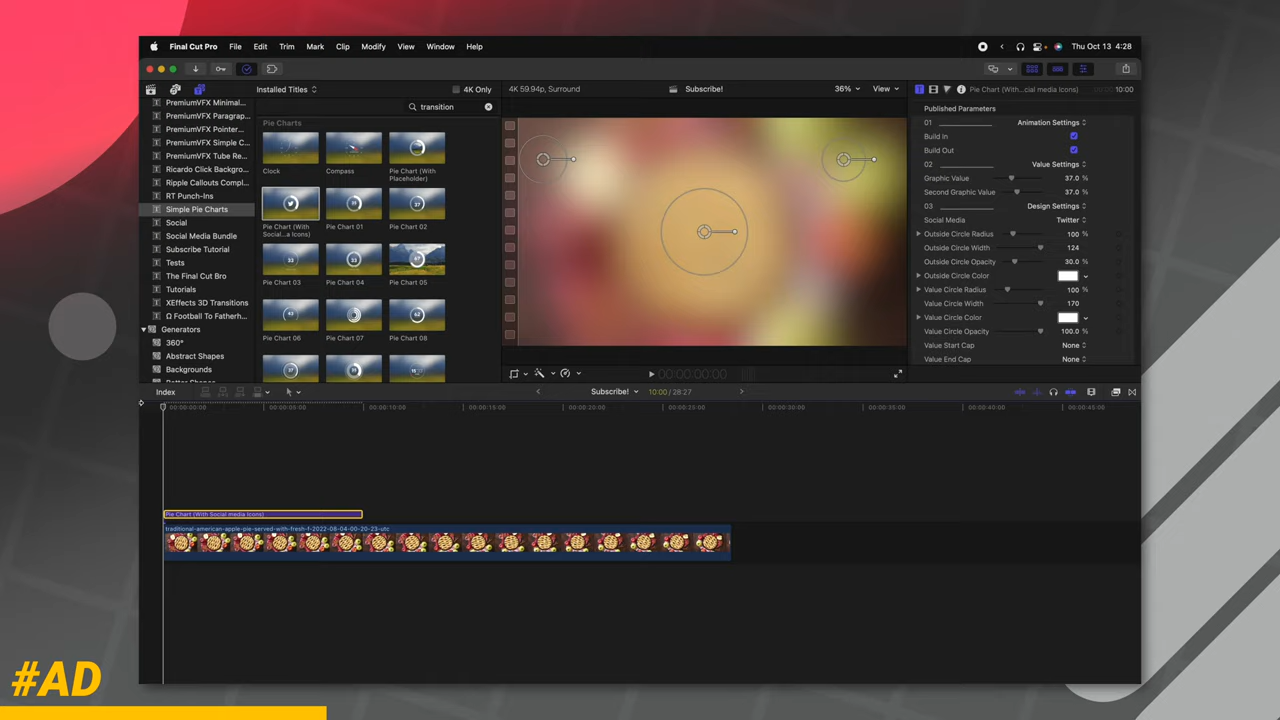 Final Cut Pro File Edit Trim Mark Clip Modify View Window Help Thu Oct 13 4:28
Installed Titles 4K Only 4K 59.94p, Surround Subscribe! 36% View Pie Chart (With...cial media Icons) 10:00
transition
PremiumVFX Minimal...
PremiumVFX Paragrap...
PremiumVFX Pointer...
PremiumVFX Simple C...
PremiumVFX Tube Re...
Ricardo Click Backgro...
Ripple Callouts Compl...
RT Punch-Ins
Simple Pie Charts
Social
Social Media Bundle
Subscribe Tutorial
Tests
The Final Cut Bro
Tutorials
XEffects 3D Transitions
Ω Football To Fatherh...
Generators
360°
Abstract Shapes
Backgrounds
Pie Charts
Clock Compass Pie Chart (With
Placeholder)
Pie Chart (With
Social...a Icons) Pie Chart 01 Pie Chart 02
Pie Chart 03 Pie Chart 04 Pie Chart 05
Pie Chart 06 Pie Chart 07 Pie Chart 08
Published Parameters
01 Animation Settings
Build In
Build Out
02 Value Settings
Graphic Value 37.0 %
Second Graphic Value 37.0 %
03 Design Settings
Social Media Twitter
Outside Circle Radius 100 %
Outside Circle Width 124
Outside Circle Opacity 30.0 %
Outside Circle Color
Value Circle Radius 100 %
Value Circle Width 170
Value Circle Color
Value Circle Opacity 100.0 %
Value Start Cap None
Value End Cap None
00:00:00:00
Index Subscribe! 10:00 / 28:27
00:00:00:00 00:00:05:00 00:00:10:00 00:00:15:00 00:00:20:00 00:00:25:00 00:00:30:00 00:00:35:00 00:00:40:00 00:00:45:00
Pie Chart (With Social media Icons)
traditional-american-apple-pie-served-with-fresh-f-2022-08-04-00-20-23-utc
#AD